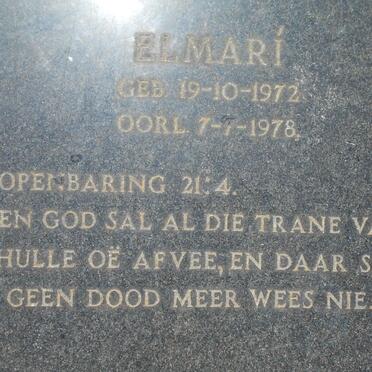 ELMARÍ
GEB. 19-10-1972
OORL. 7-7-1978.
OPENBARING 21:4.
EN GOD SAL AL DIE TRANE VA
HULLE OË AFVEE, EN DAAR S
GEEN DOOD MEER WEES NIE.